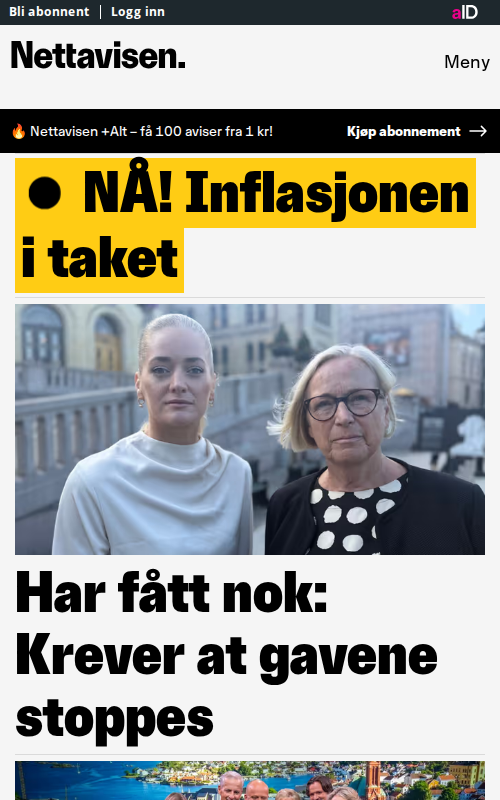 Bli abonnent
Logg inn
aID
Nettavisen.
Meny
🔥 Nettavisen +Alt – få 100 aviser fra 1 kr!
Kjøp abonnement →
● NÅ! Inflasjonen
i taket
Har fått nok:
Krever at gavene
stoppes